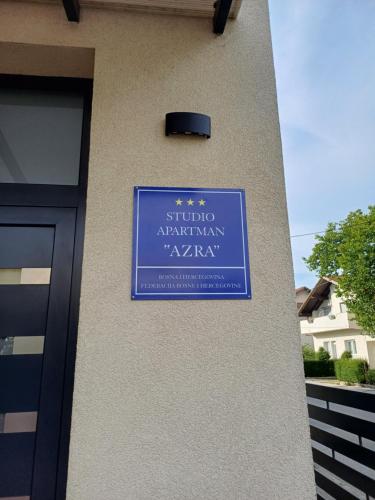 STUDIO
APARTMAN
"AZRA"
BOSNA I HERCEGOVINA
FEDERACIJA BOSNE I HERCEGOVINE